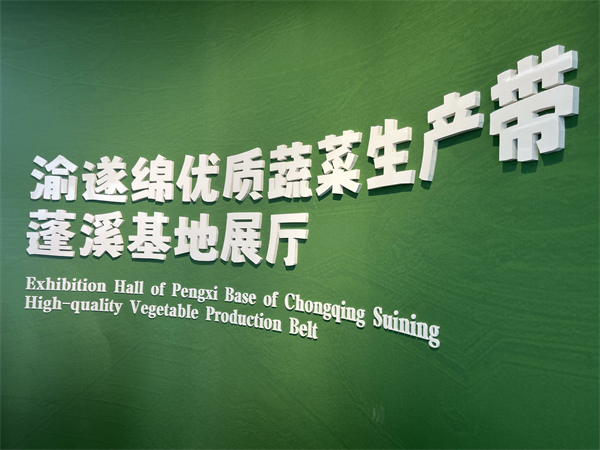 渝遂绵优质蔬菜生产带
蓬溪基地展厅
Exhibition Hall of Pengxi Base of Chongqing Suining
High-quality Vegetable Production Belt